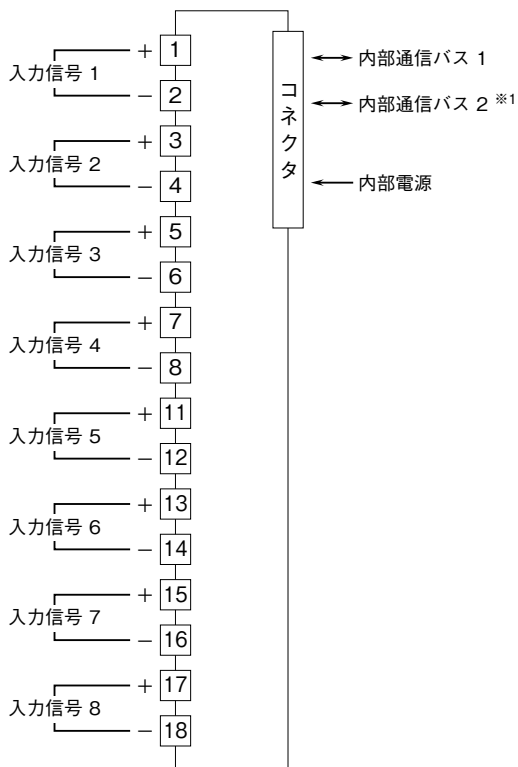 入力信号 1
+ 1
− 2
入力信号 2
+ 3
− 4
入力信号 3
+ 5
− 6
入力信号 4
+ 7
− 8
入力信号 5
+ 11
− 12
入力信号 6
+ 13
− 14
入力信号 7
+ 15
− 16
入力信号 8
+ 17
− 18
コネクタ
内部通信バス 1
内部通信バス 2 ※1
内部電源